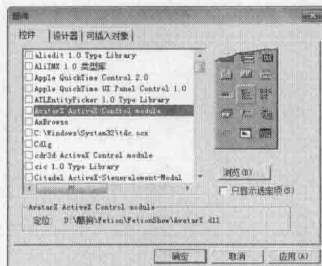 部件
控件 设计器 可插入对象
aliedit 1.0 Type Library
AliIMX 1.0 类型库
Apple QuickTime Control 2.0
Apple QuickTime UI Panel Control 1.0
ATLEntityPicker 1.0 Type Library
AvatarX ActiveX Control module
AxBrowse
C:\Windows\System32\tdc.ocx
Cdlg
cdr3d ActiveX Control module
cic 1.0 Type Library
Citadel ActiveX-Steuerelement-Modul
浏览(B)...
只显示选定项(S)
AvatarX ActiveX Control module
定位: D:\酷狗\Fetion\FetionShow\AvatarX.dll
确定 取消 应用(A)